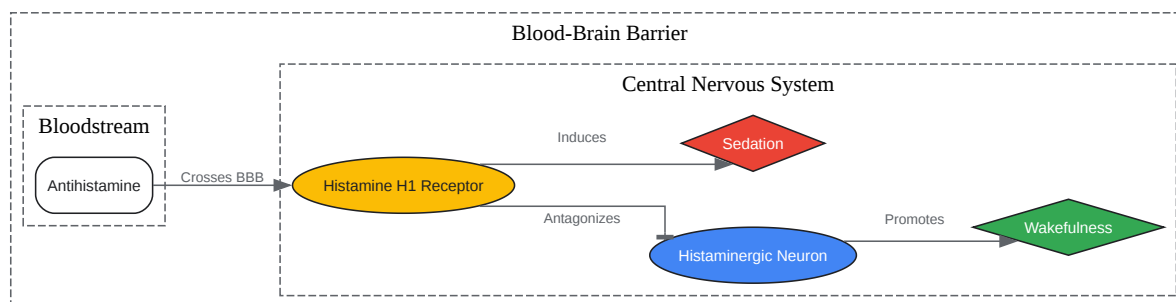 Blood-Brain Barrier
Central Nervous System
Bloodstream
Antihistamine
Crosses BBB
Histamine H1 Receptor
Induces
Sedation
Antagonizes
Histaminergic Neuron
Promotes
Wakefulness